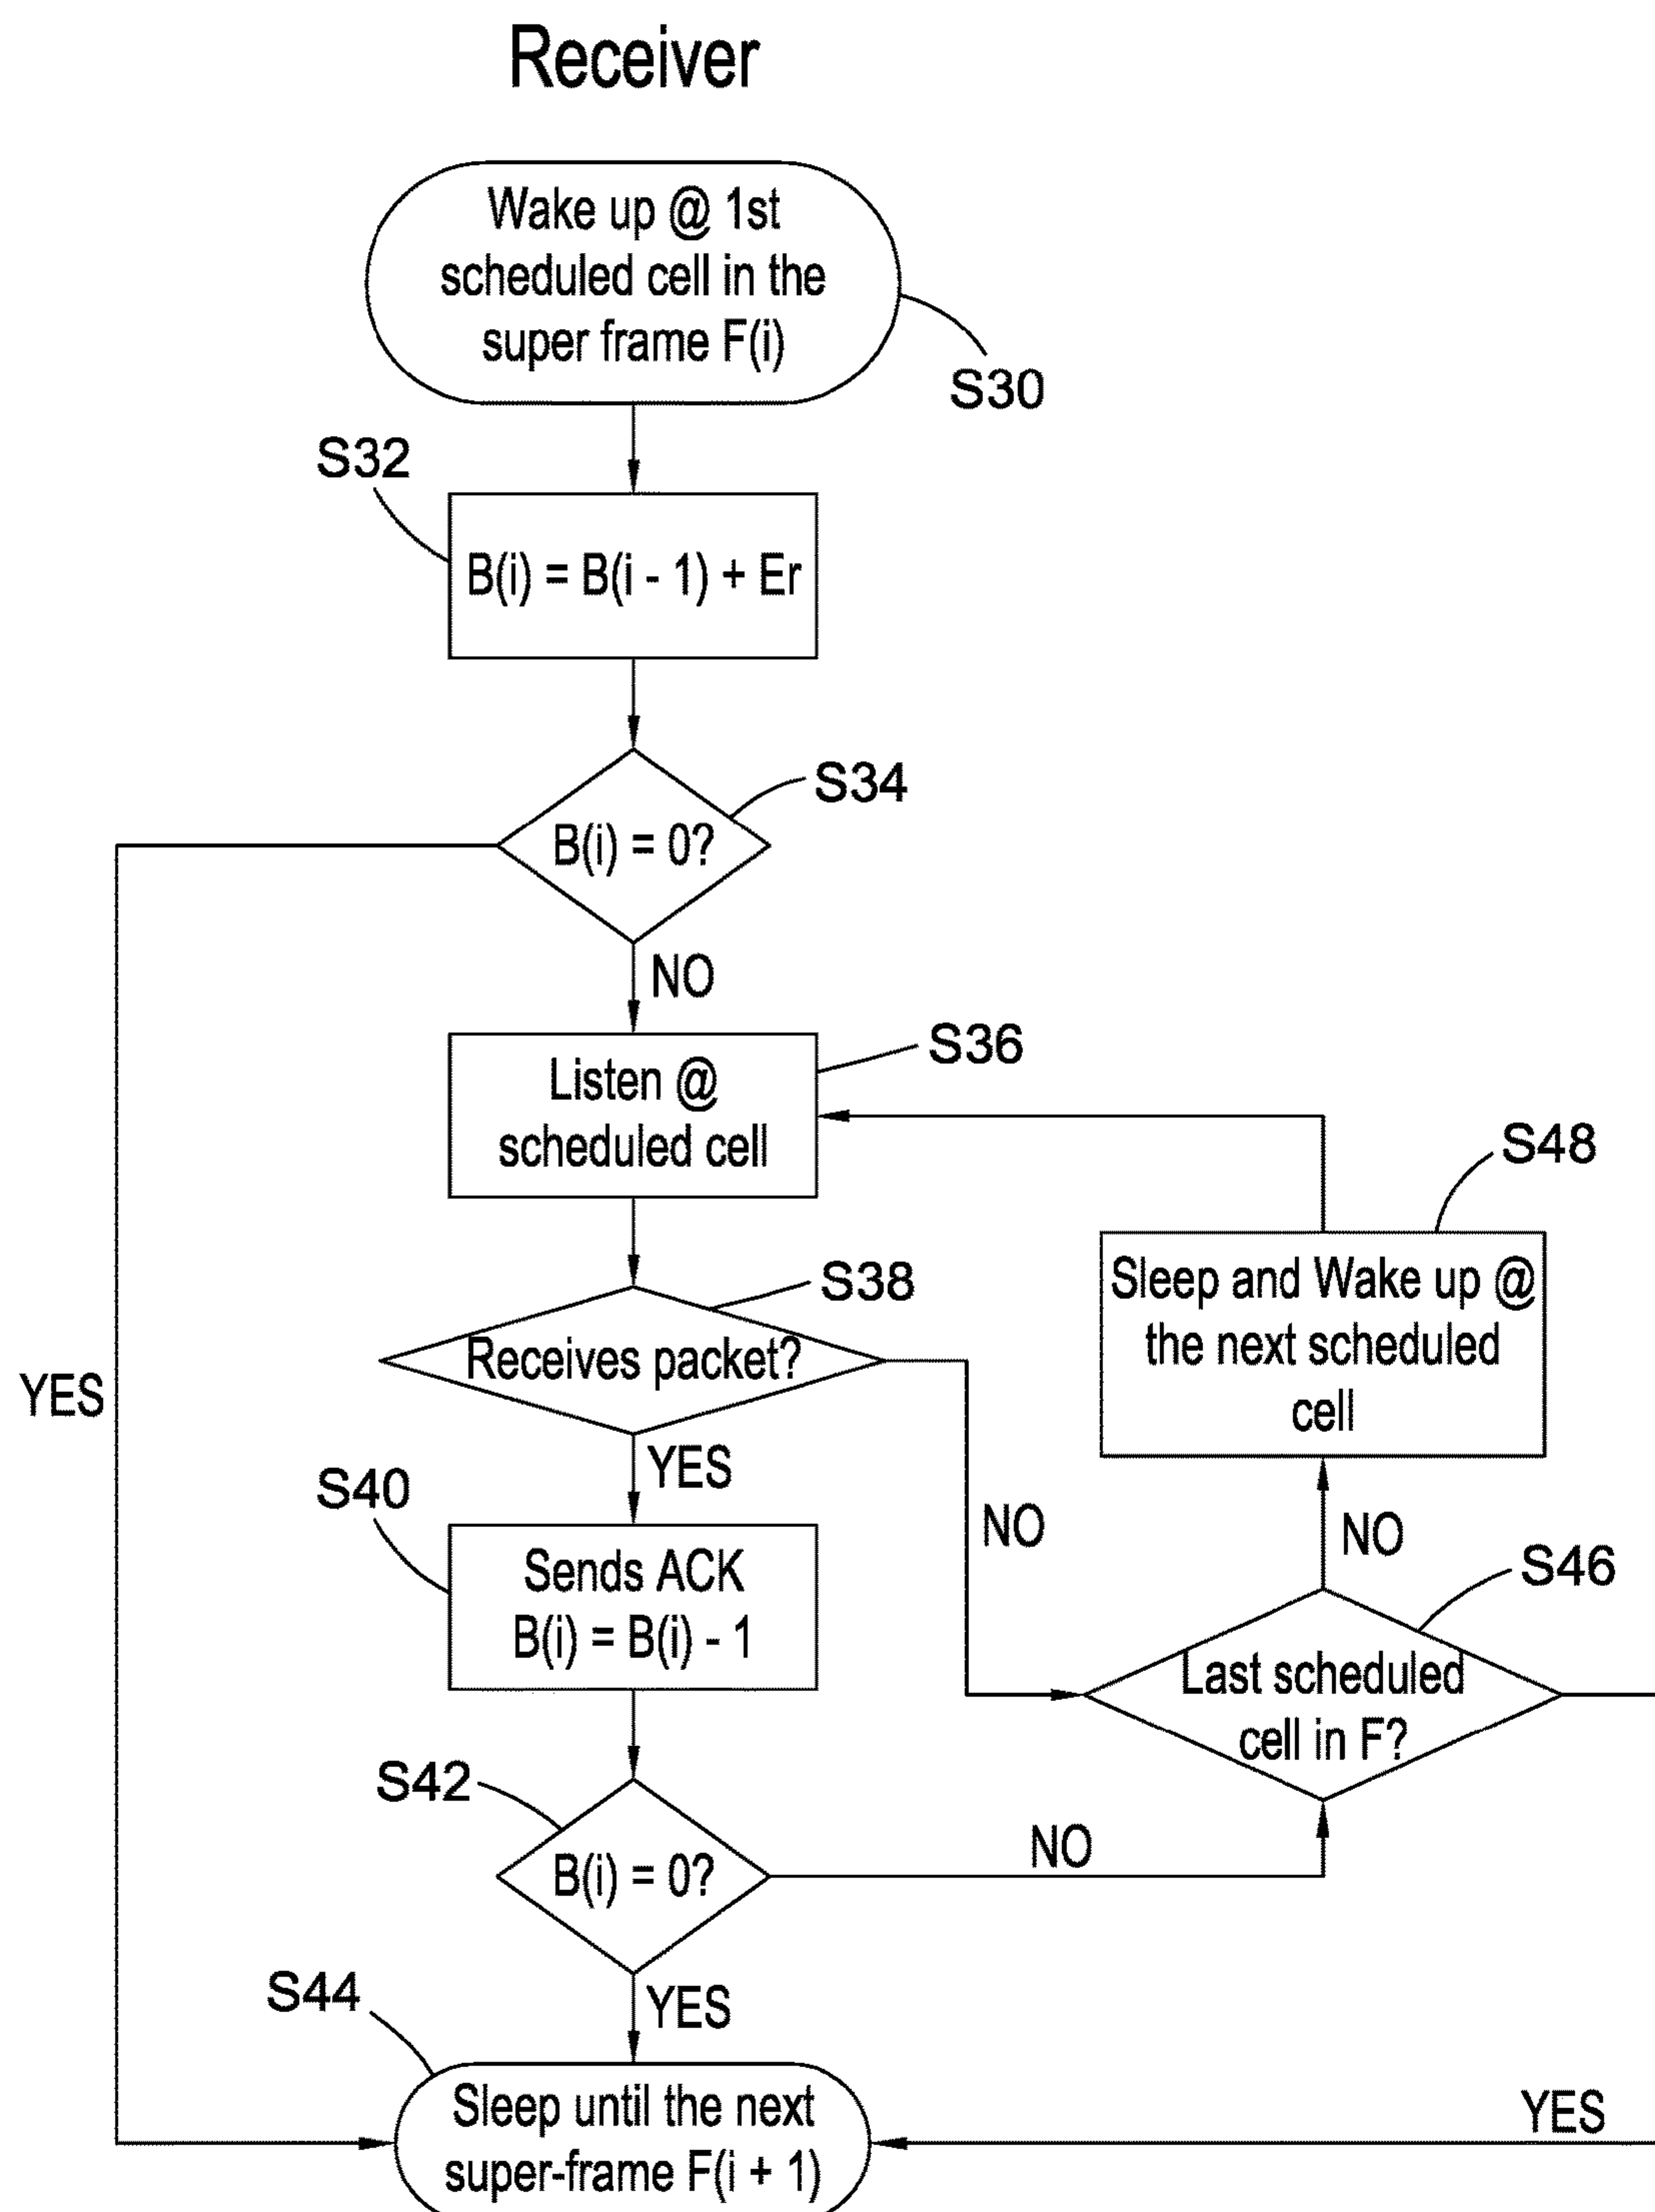 Receiver
Wake up @ 1st
scheduled cell in the
super frame F(i)
S30
S32
B(i) = B(i - 1) + Er
S34
B(i) = 0?
NO
S36
Listen @
scheduled cell
S48
Sleep and Wake up @
the next scheduled
cell
S38
Receives packet?
YES
YES
NO
NO
S40
Sends ACK
B(i) = B(i) - 1
S46
Last scheduled
cell in F?
S42
B(i) = 0?
NO
YES
S44
Sleep until the next
super-frame F(i + 1)
YES